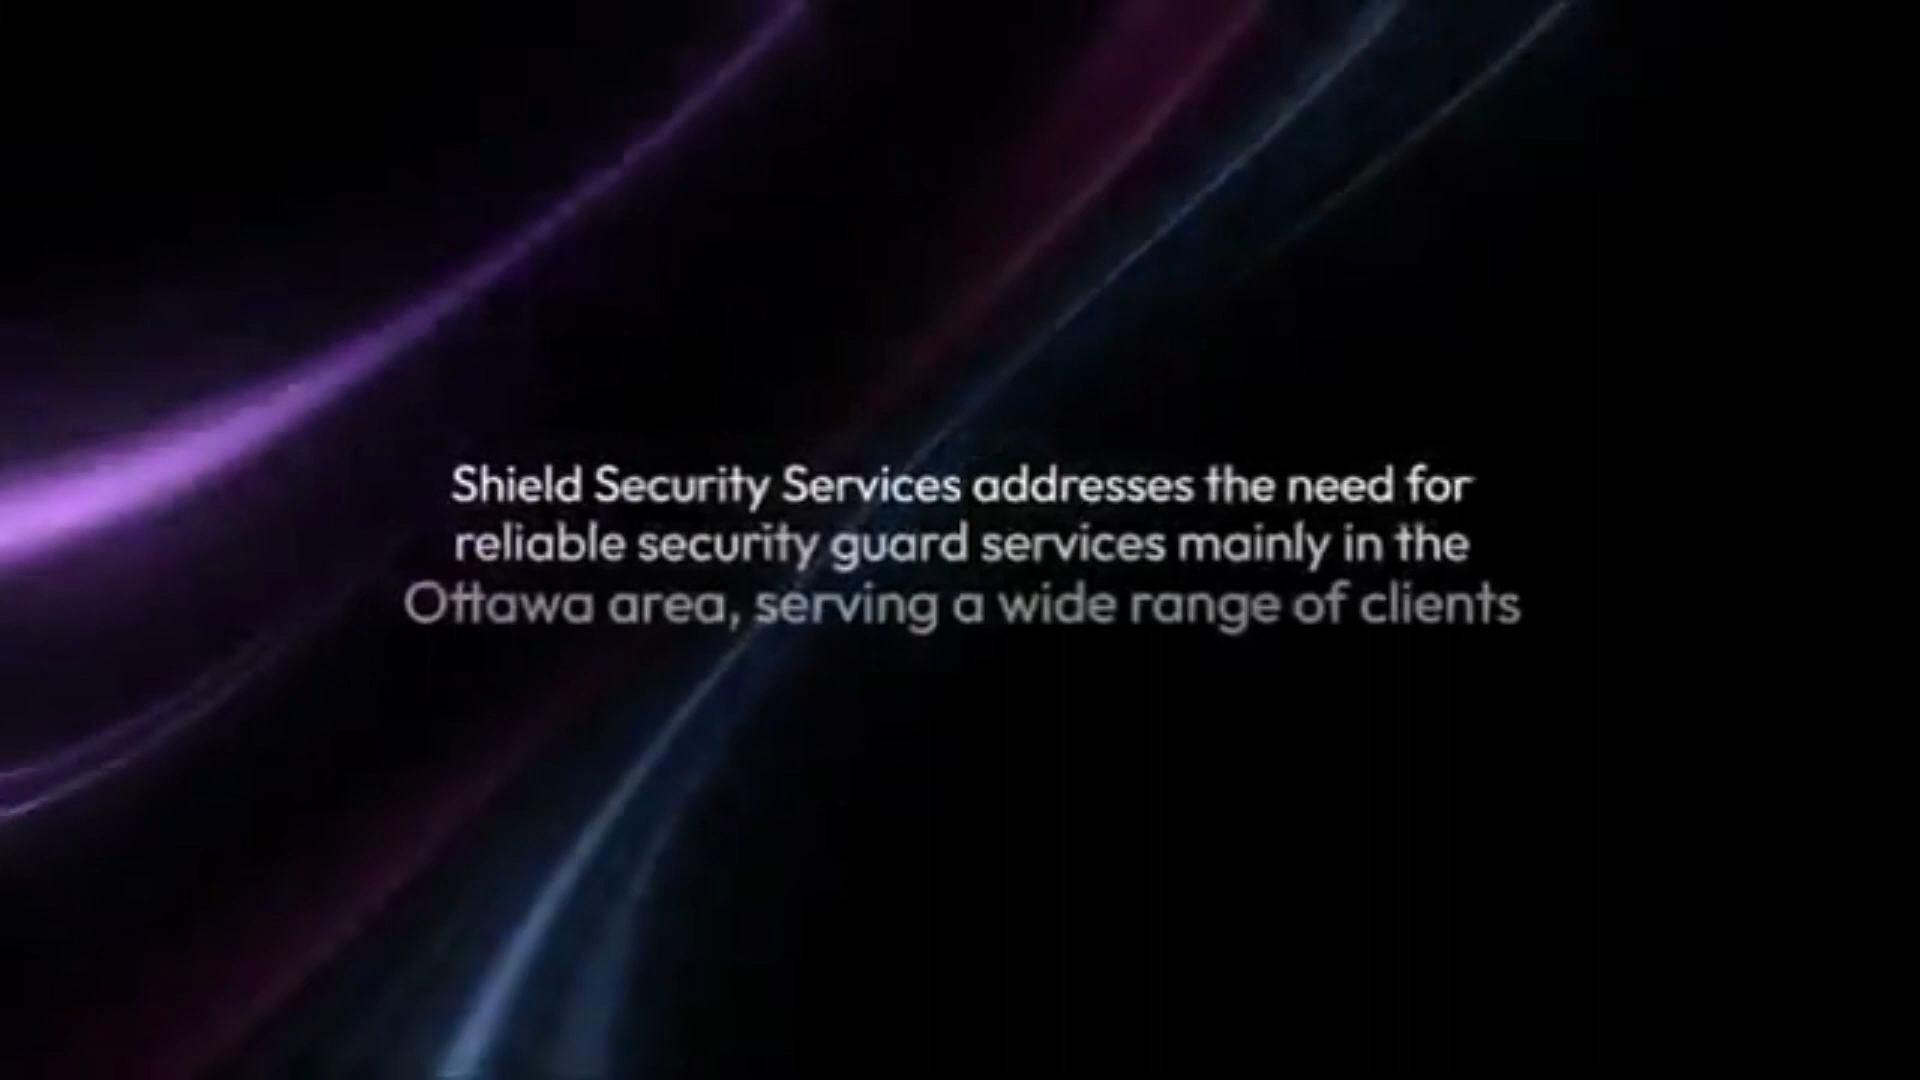 Shield Security Services addresses the need for
reliable security guard services mainly in the
Ottawa area, serving a wide range of clients